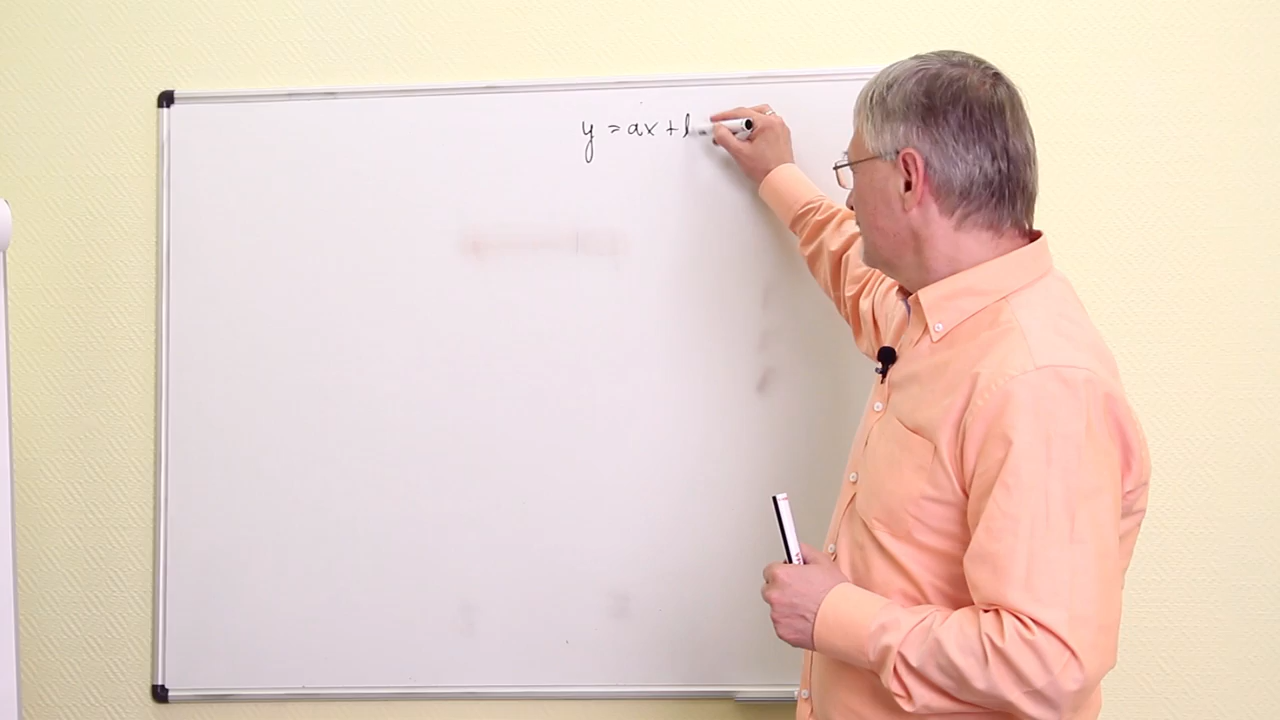 y = ax + b